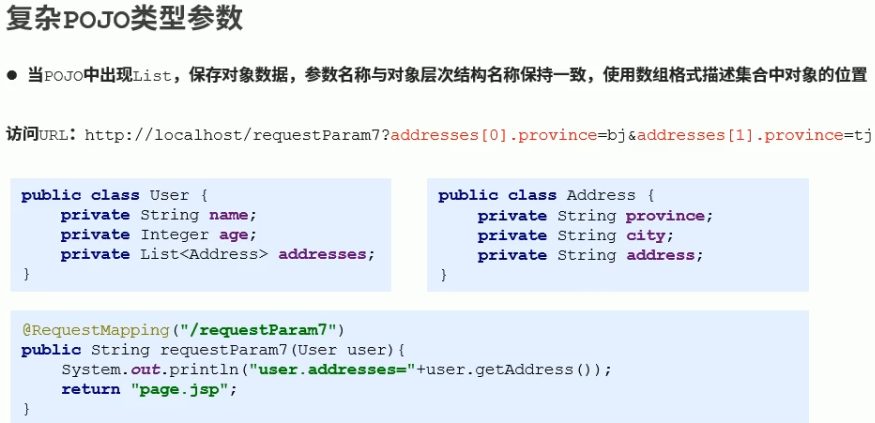 复杂POJO类型参数
● 当POJO中出现List，保存对象数据，参数名称与对象层次结构名称保持一致，使用数组格式描述集合中对象的位置
访问URL：http://localhost/requestParam7?addresses[0].province=bj&addresses[1].province=tj
public class User {
    private String name;
    private Integer age;
    private List<Address> addresses;
}
public class Address {
    private String province;
    private String city;
    private String address;
}
@RequestMapping("/requestParam7")
public String requestParam7(User user){
    System.out.println("user.addresses="+user.getAddress());
    return "page.jsp";
}